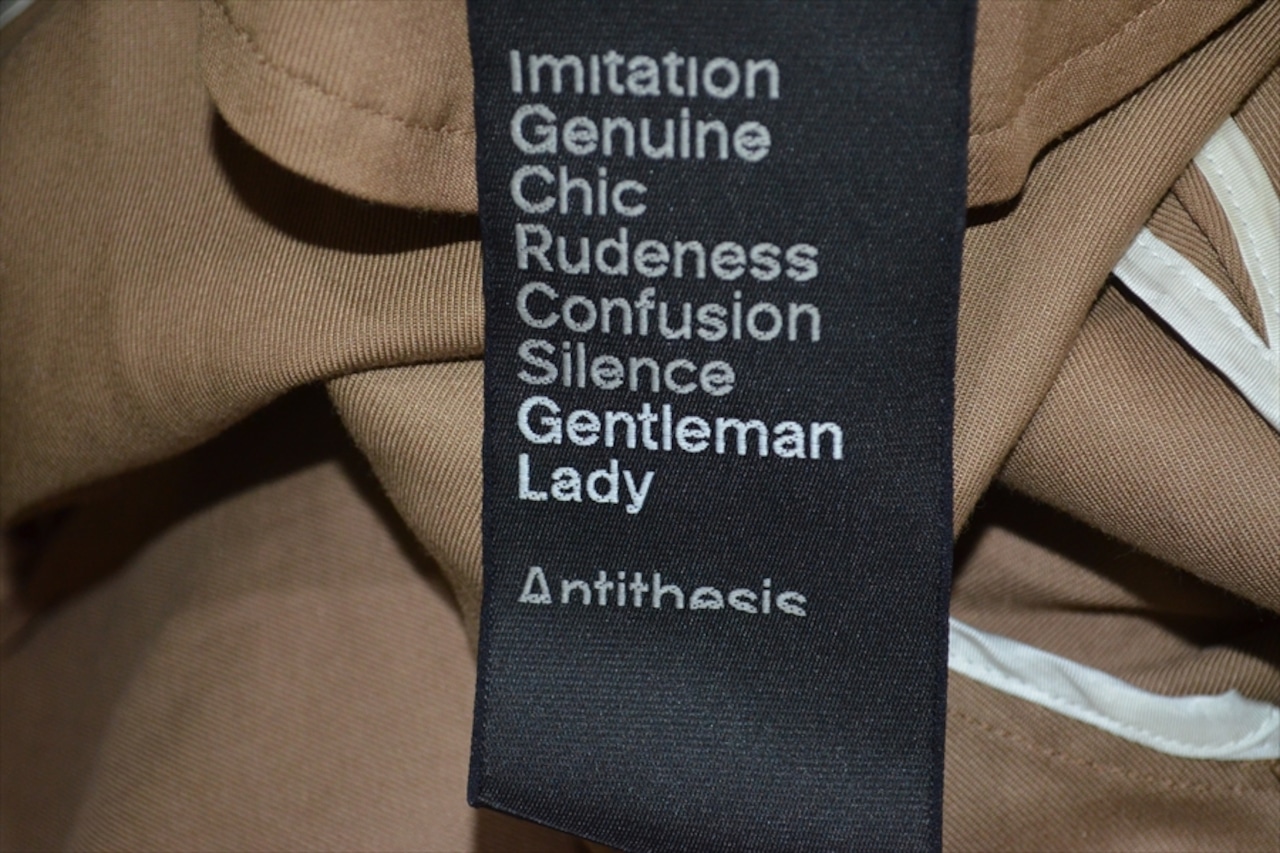 Imitation
Genuine
Chic
Rudeness
Confusion
Silence
Gentleman
Lady
Antithesis